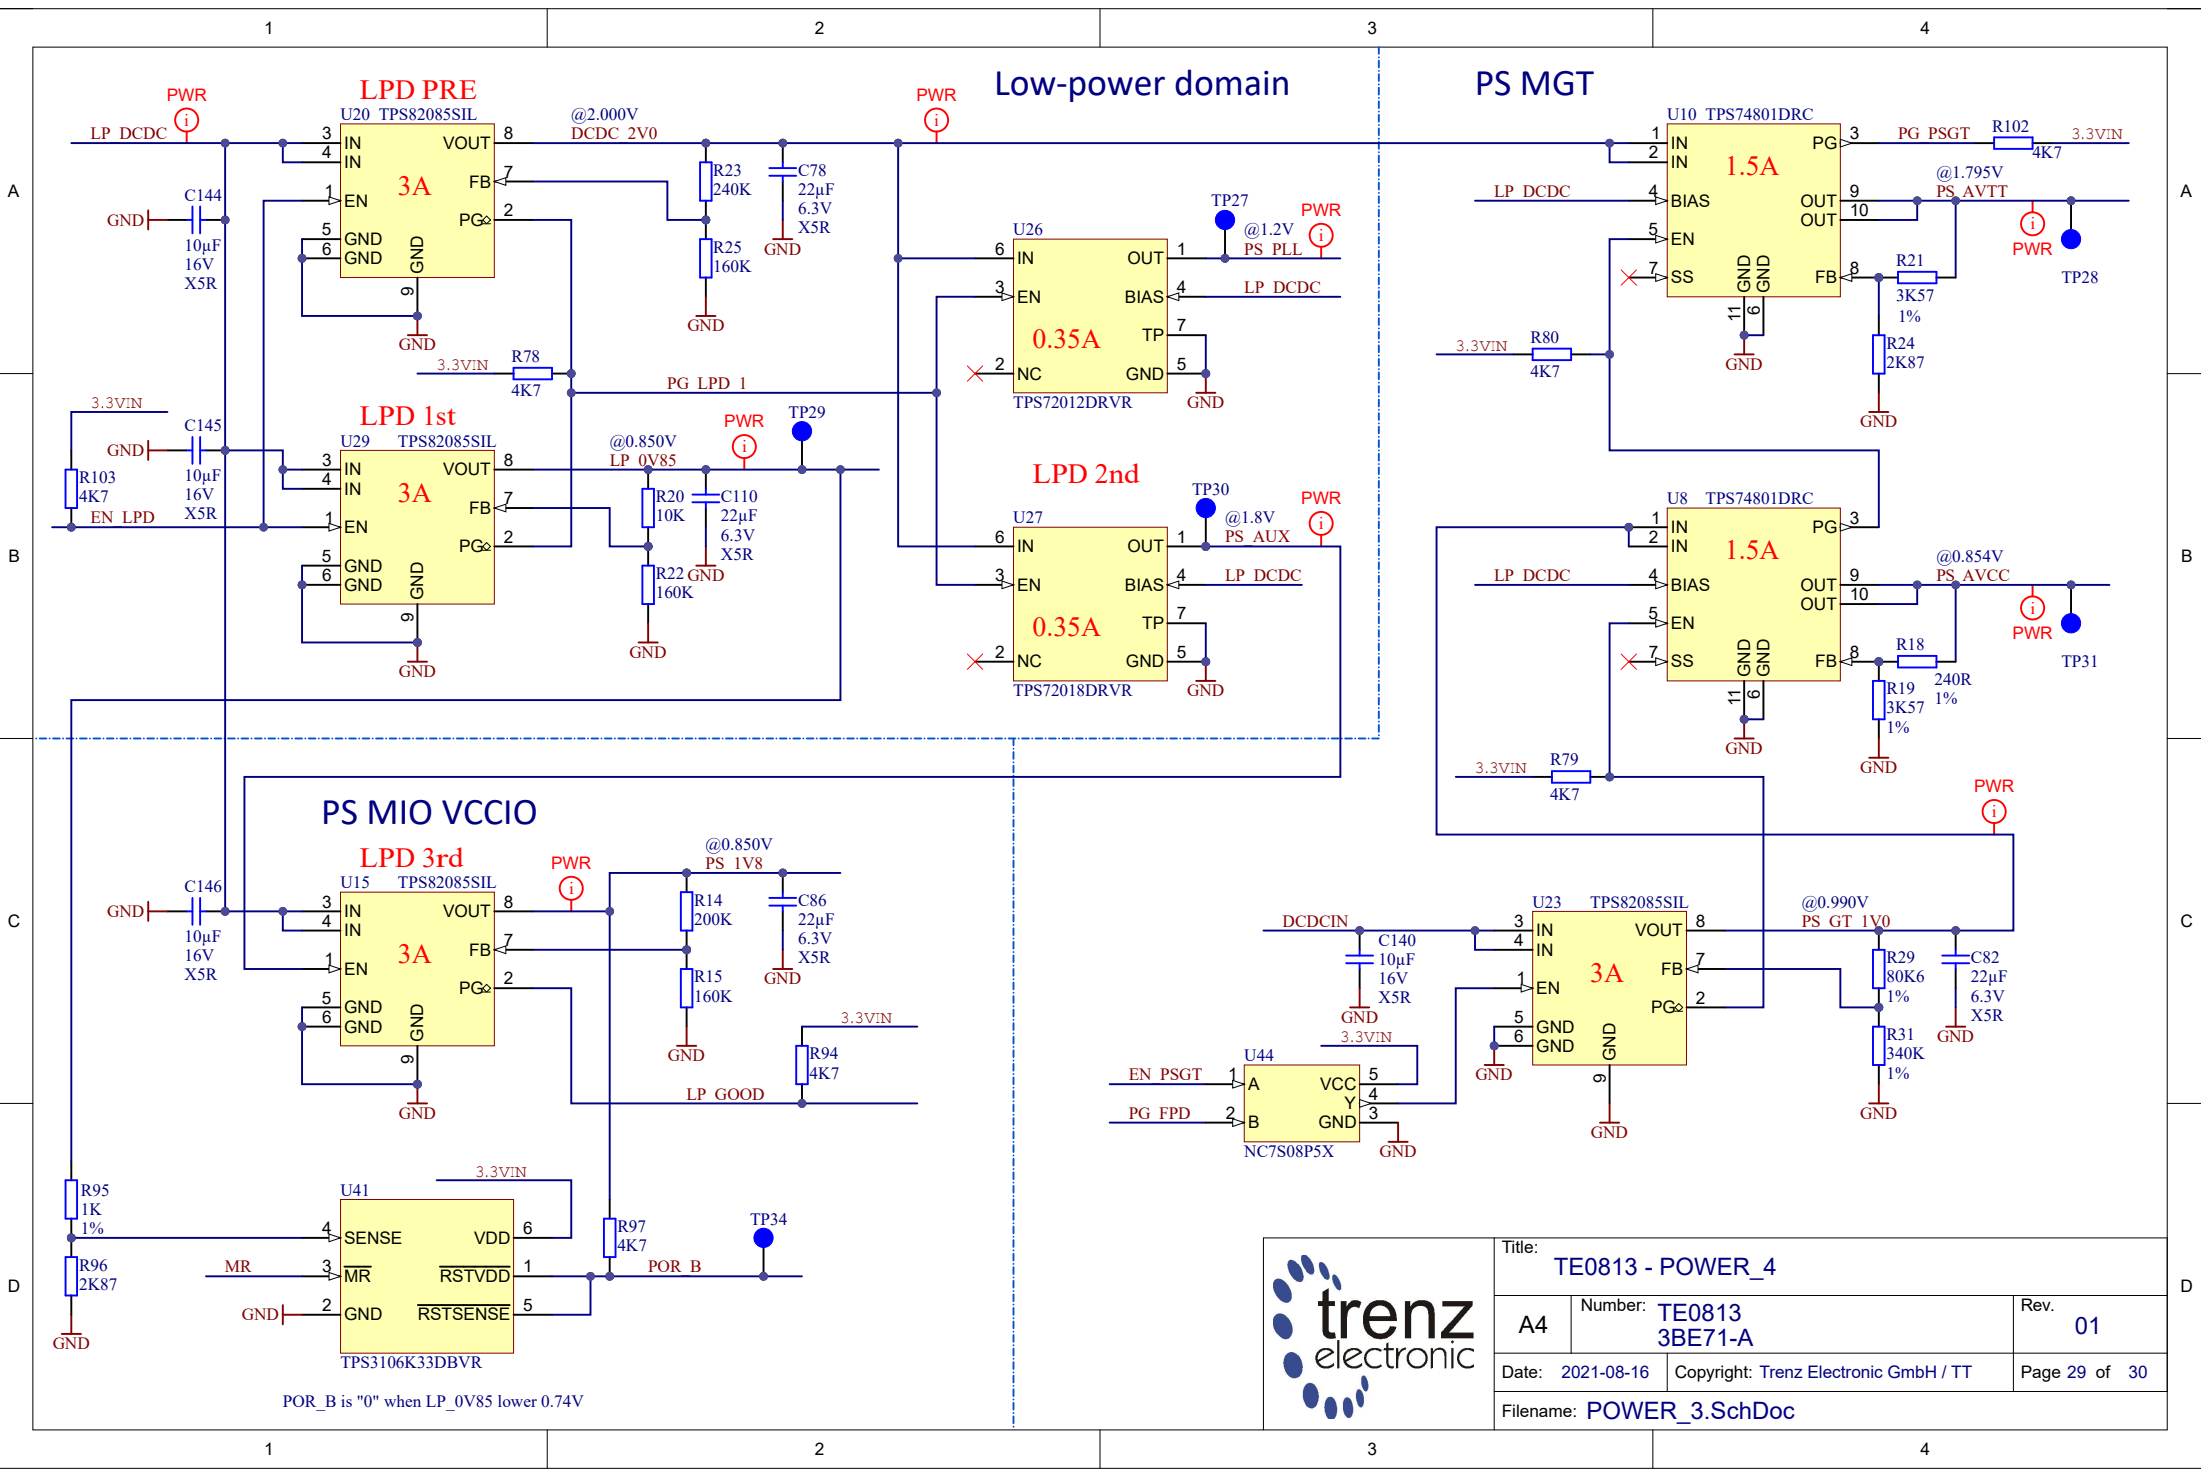 1 2 3 4
A
B
C
D
Low-power domain
PS MGT
PS MIO VCCIO
LPD PRE
U20 TPS82085SIL
PWR
LP_DCDC
3 IN
4 IN
1 EN
5 GND
6 GND
GND
9
VOUT 8
FB 7
PG 2
3A
GND
C144
10µF
16V
X5R
GND
@2.000V
DCDC_2V0
R23
240K
R25
160K
GND
C78
22µF
6.3V
X5R
GND
PWR
3.3VIN
R78
4K7
PG_LPD_1
3.3VIN
R103
4K7
EN_LPD
C145
10µF
16V
X5R
GND
LPD 1st
U29 TPS82085SIL
3 IN
4 IN
1 EN
5 GND
6 GND
GND
9
VOUT 8
FB 7
PG 2
3A
GND
@0.850V
LP_0V85
PWR
TP29
R20
10K
R22
160K
GND
C110
22µF
6.3V
X5R
GND
U26
6 IN
3 EN
2 NC
OUT 1
BIAS 4
TP 7
GND 5
0.35A
TPS72012DRVR
TP27
@1.2V
PS_PLL
PWR
LP_DCDC
GND
LPD 2nd
U27
6 IN
3 EN
2 NC
OUT 1
BIAS 4
TP 7
GND 5
0.35A
TPS72018DRVR
TP30
@1.8V
PS_AUX
PWR
LP_DCDC
GND
U10 TPS74801DRC
1 IN
2 IN
4 BIAS
5 EN
7 SS
GND
GND
11
6
PG 3
OUT 9
OUT 10
FB 8
1.5A
LP_DCDC
PG_PSGT
R102
4K7
3.3VIN
@1.795V
PS_AVTT
PWR
TP28
R21
3K57
1%
R24
2K87
GND
GND
3.3VIN
R80
4K7
U8 TPS74801DRC
1 IN
2 IN
4 BIAS
5 EN
7 SS
GND
GND
11
6
PG 3
OUT 9
OUT 10
FB 8
1.5A
LP_DCDC
@0.854V
PS_AVCC
PWR
TP31
R18
240R
1%
R19
3K57
1%
GND
GND
3.3VIN
R79
4K7
PWR
LPD 3rd
U15 TPS82085SIL
3 IN
4 IN
1 EN
5 GND
6 GND
GND
9
VOUT 8
FB 7
PG 2
3A
GND
C146
10µF
16V
X5R
GND
PWR
@0.850V
PS_1V8
R14
200K
R15
160K
GND
C86
22µF
6.3V
X5R
GND
3.3VIN
R94
4K7
LP_GOOD
DCDCIN
C140
10µF
16V
X5R
GND
U23 TPS82085SIL
3 IN
4 IN
1 EN
5 GND
6 GND
GND
9
VOUT 8
FB 7
PG 2
3A
GND
GND
@0.990V
PS_GT_1V0
R29
80K6
1%
R31
340K
1%
GND
C82
22µF
6.3V
X5R
GND
3.3VIN
U44
EN_PSGT
PG_FPD
1 A
2 B
VCC 5
Y 4
GND 3
NC7S08P5X
GND
R95
1K
1%
R96
2K87
GND
U41
3.3VIN
4 SENSE
3 MR
2 GND
VDD 6
RSTVDD 1
RSTSENSE 5
TPS3106K33DBVR
MR
GND
R97
4K7
POR_B
TP34
POR_B is "0" when LP_0V85 lower 0.74V
trenz
electronic
Title:
TE0813 - POWER_4
A4
Number: TE0813
3BE71-A
Rev.
01
Date: 2021-08-16
Copyright: Trenz Electronic GmbH / TT
Page 29 of 30
Filename: POWER_3.SchDoc
A
B
C
D
1 2 3 4